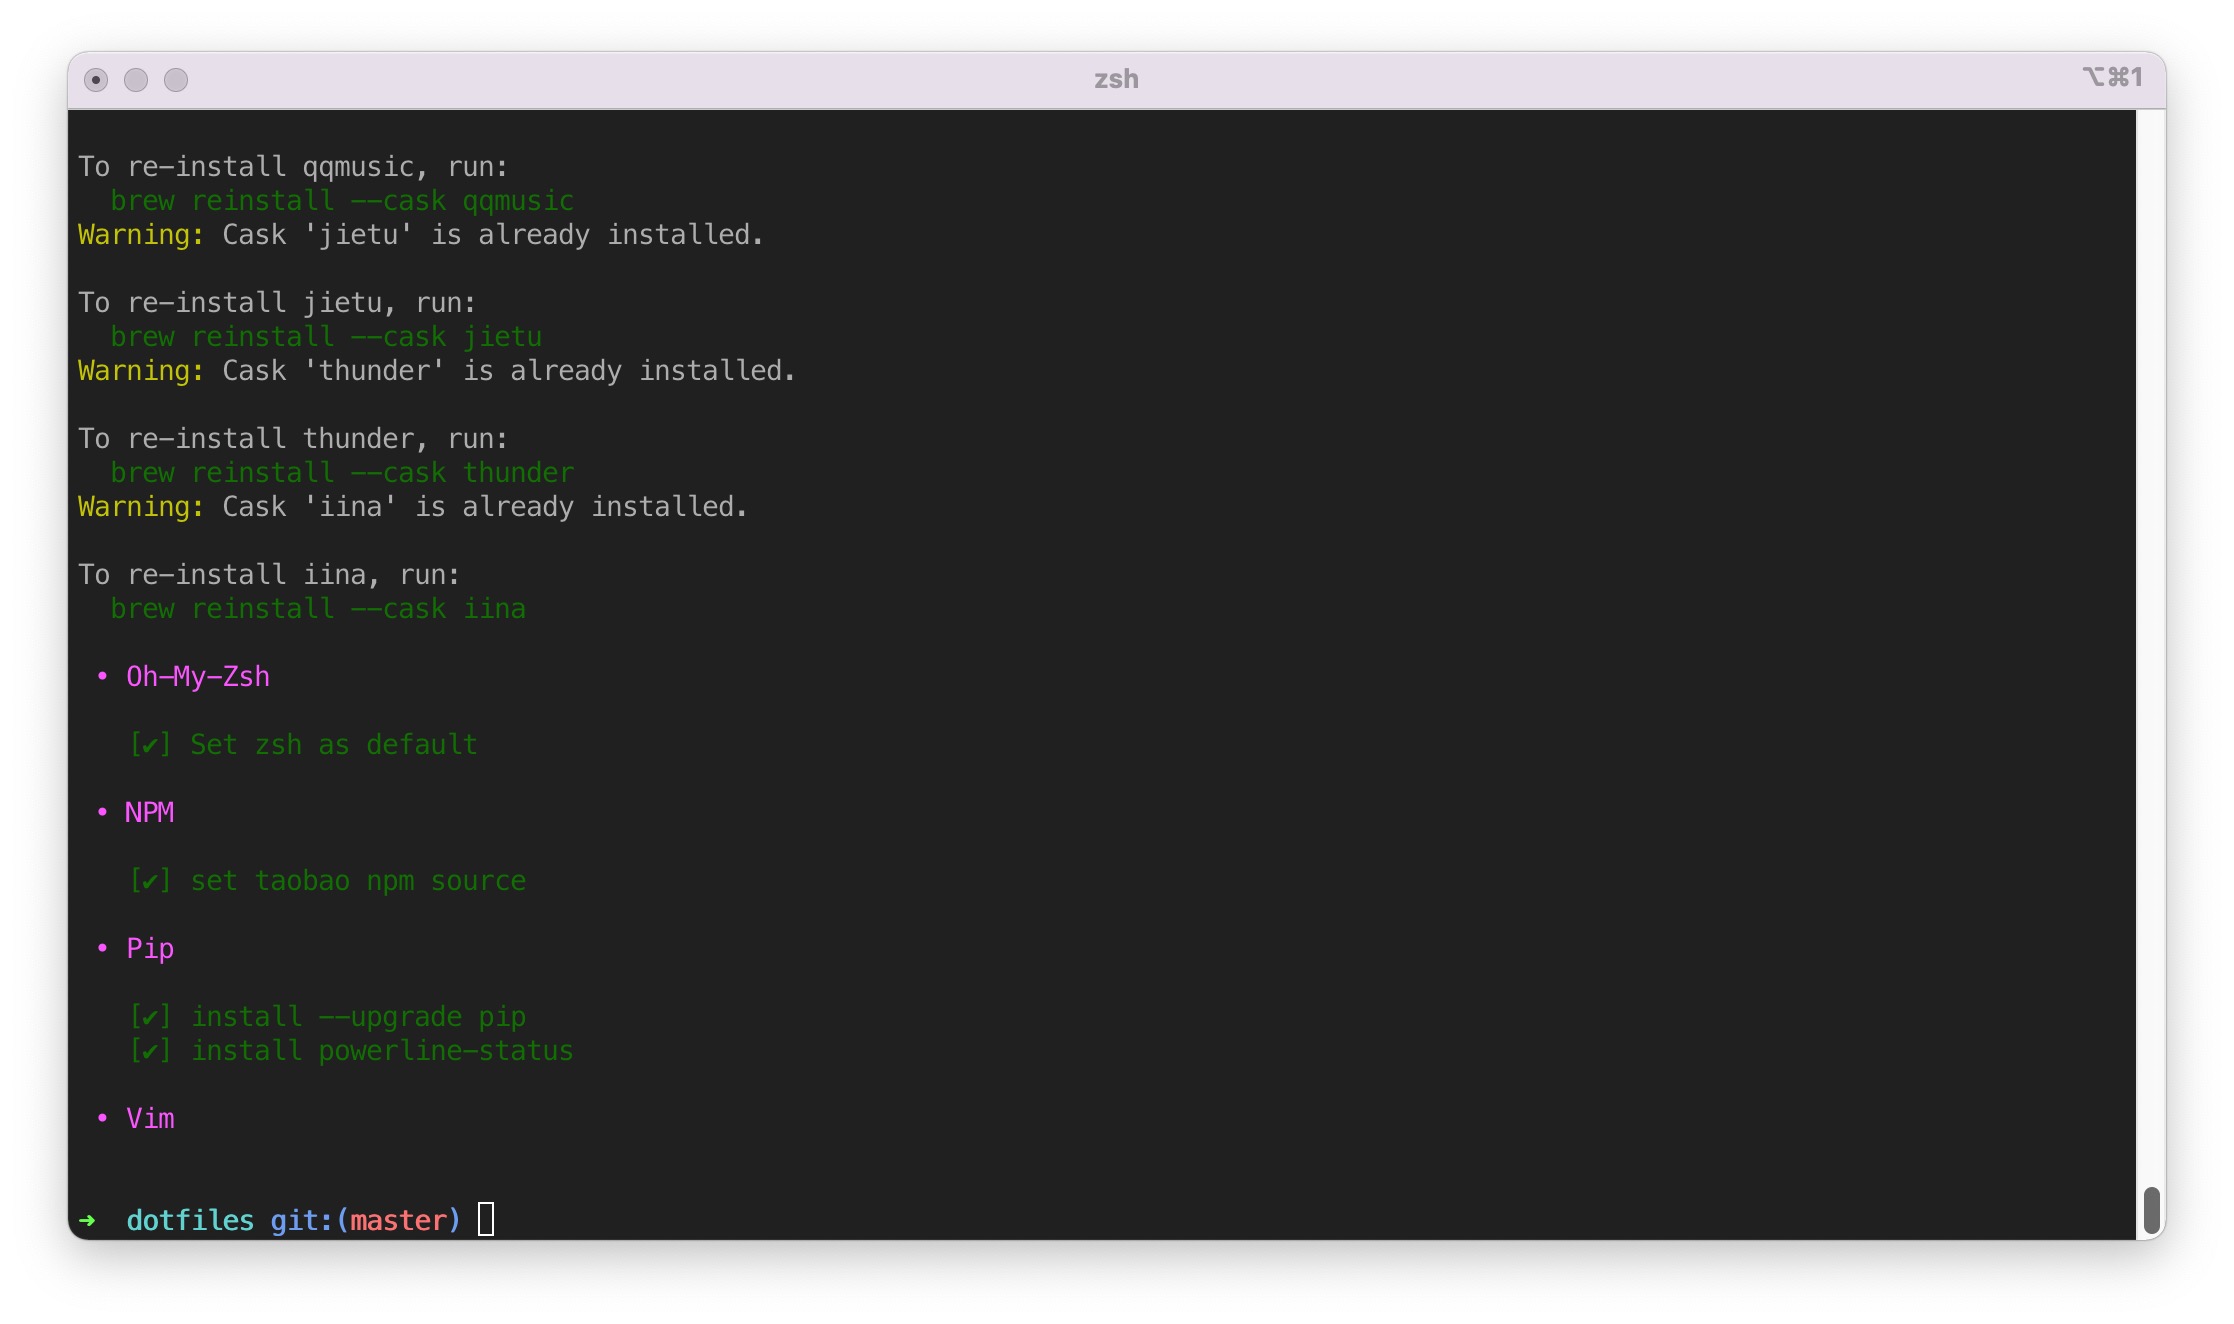 zsh
⌥⌘1
To re-install qqmusic, run:
brew reinstall --cask qqmusic
Warning: Cask 'jietu' is already installed.
To re-install jietu, run:
brew reinstall --cask jietu
Warning: Cask 'thunder' is already installed.
To re-install thunder, run:
brew reinstall --cask thunder
Warning: Cask 'iina' is already installed.
To re-install iina, run:
brew reinstall --cask iina
• Oh-My-Zsh
[✔] Set zsh as default
• NPM
[✔] set taobao npm source
• Pip
[✔] install --upgrade pip
[✔] install powerline-status
• Vim
➜ dotfiles git:(master)